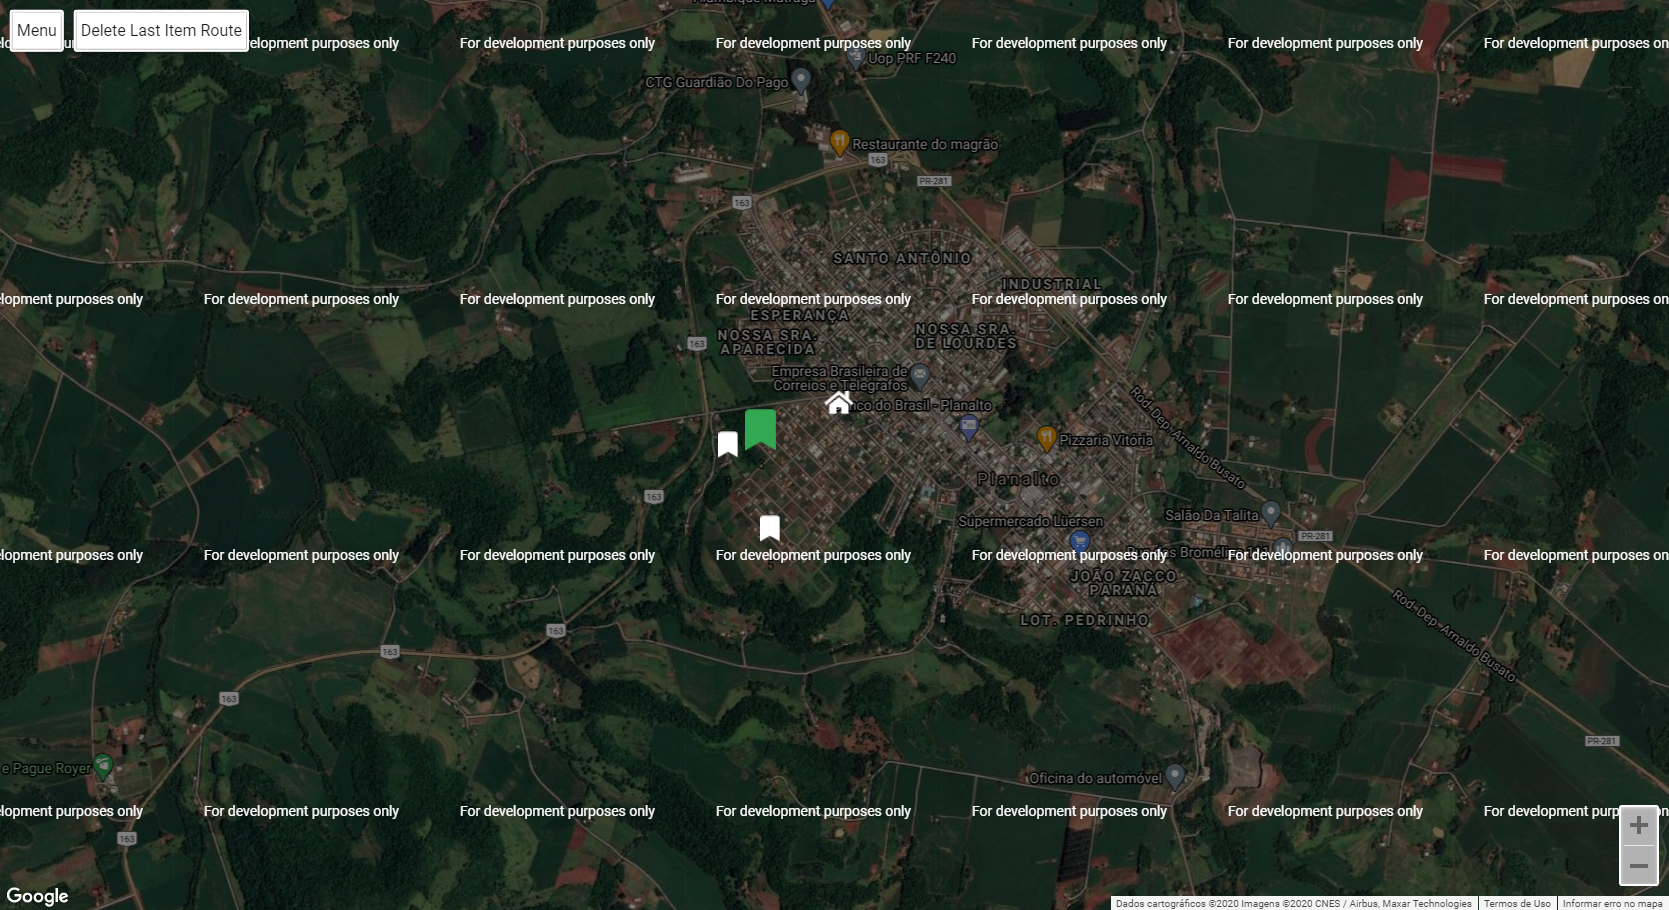 Alambique Matraga
Menu
Delete Last Item Route
For development purposes only
For development purposes only
For development purposes only
For development purposes only
For development purposes only
For development purposes on
Uop PRF F240
CTG Guardião Do Pago
Restaurante do magrão
163
PR-281
163
SANTO ANTÔNIO
INDUSTRIAL
lopment purposes only
For development purposes only
For development purposes only
For development purposes only
For development purposes only
For development purposes only
For development purposes on
ESPERANÇA
NOSSA SRA.
APARECIDA
NOSSA SRA.
DE LOURDES
163
Empresa Brasileira de
Correios e Telégrafos
nco do Brasil - Planalto
Rod. Dep. Arnaldo Busato
Pizzaria Vitória
Planalto
163
Supermercado Lüersen
Salão Da Talita
PR-281
lopment purposes only
For development purposes only
For development purposes only
For development purposes only
For development purposes only
For development purposes only
For development purposes on
JOÃO ZACCO
PARANÁ
LOT. PEDRINHO
Rod. Dep. Arnaldo Busato
163
163
163
PR-281
e Pague Royer
Oficina do automóvel
lopment purposes only
For development purposes only
For development purposes only
For development purposes only
For development purposes only
For development purposes only
For development purp
163
Google
Dados cartográficos ©2020 Imagens ©2020 CNES / Airbus, Maxar Technologies
Termos de Uso
Informar erro no mapa